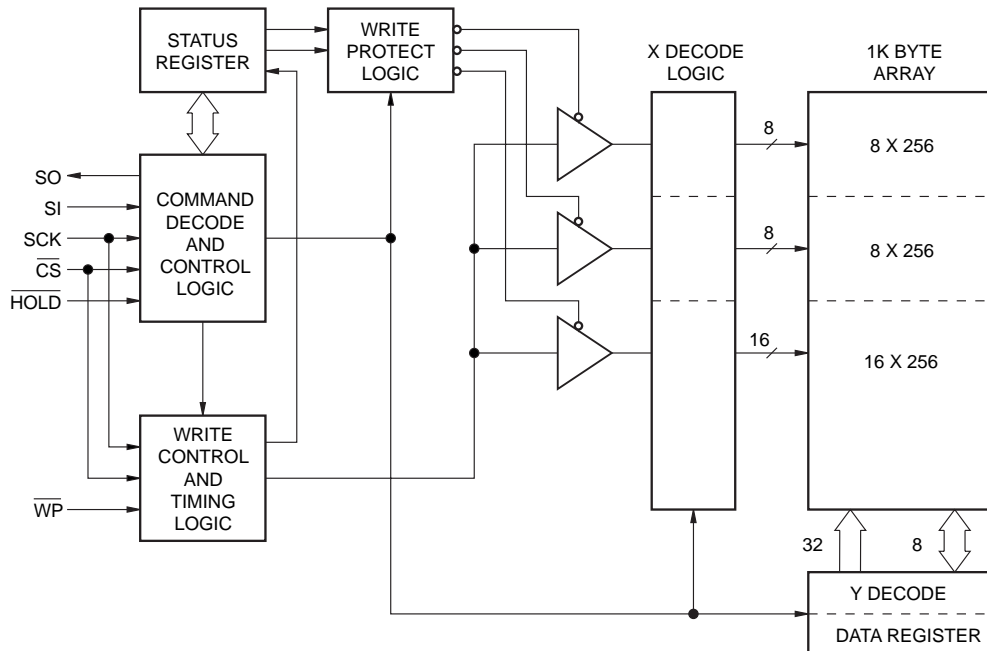 STATUS
REGISTER
WRITE
PROTECT
LOGIC
X DECODE
LOGIC
1K BYTE
ARRAY
SO
SI
SCK
CS
HOLD
COMMAND
DECODE
AND
CONTROL
LOGIC
8
8 X 256
8
8 X 256
16
16 X 256
WP
WRITE
CONTROL
AND
TIMING
LOGIC
32
8
Y DECODE
DATA REGISTER